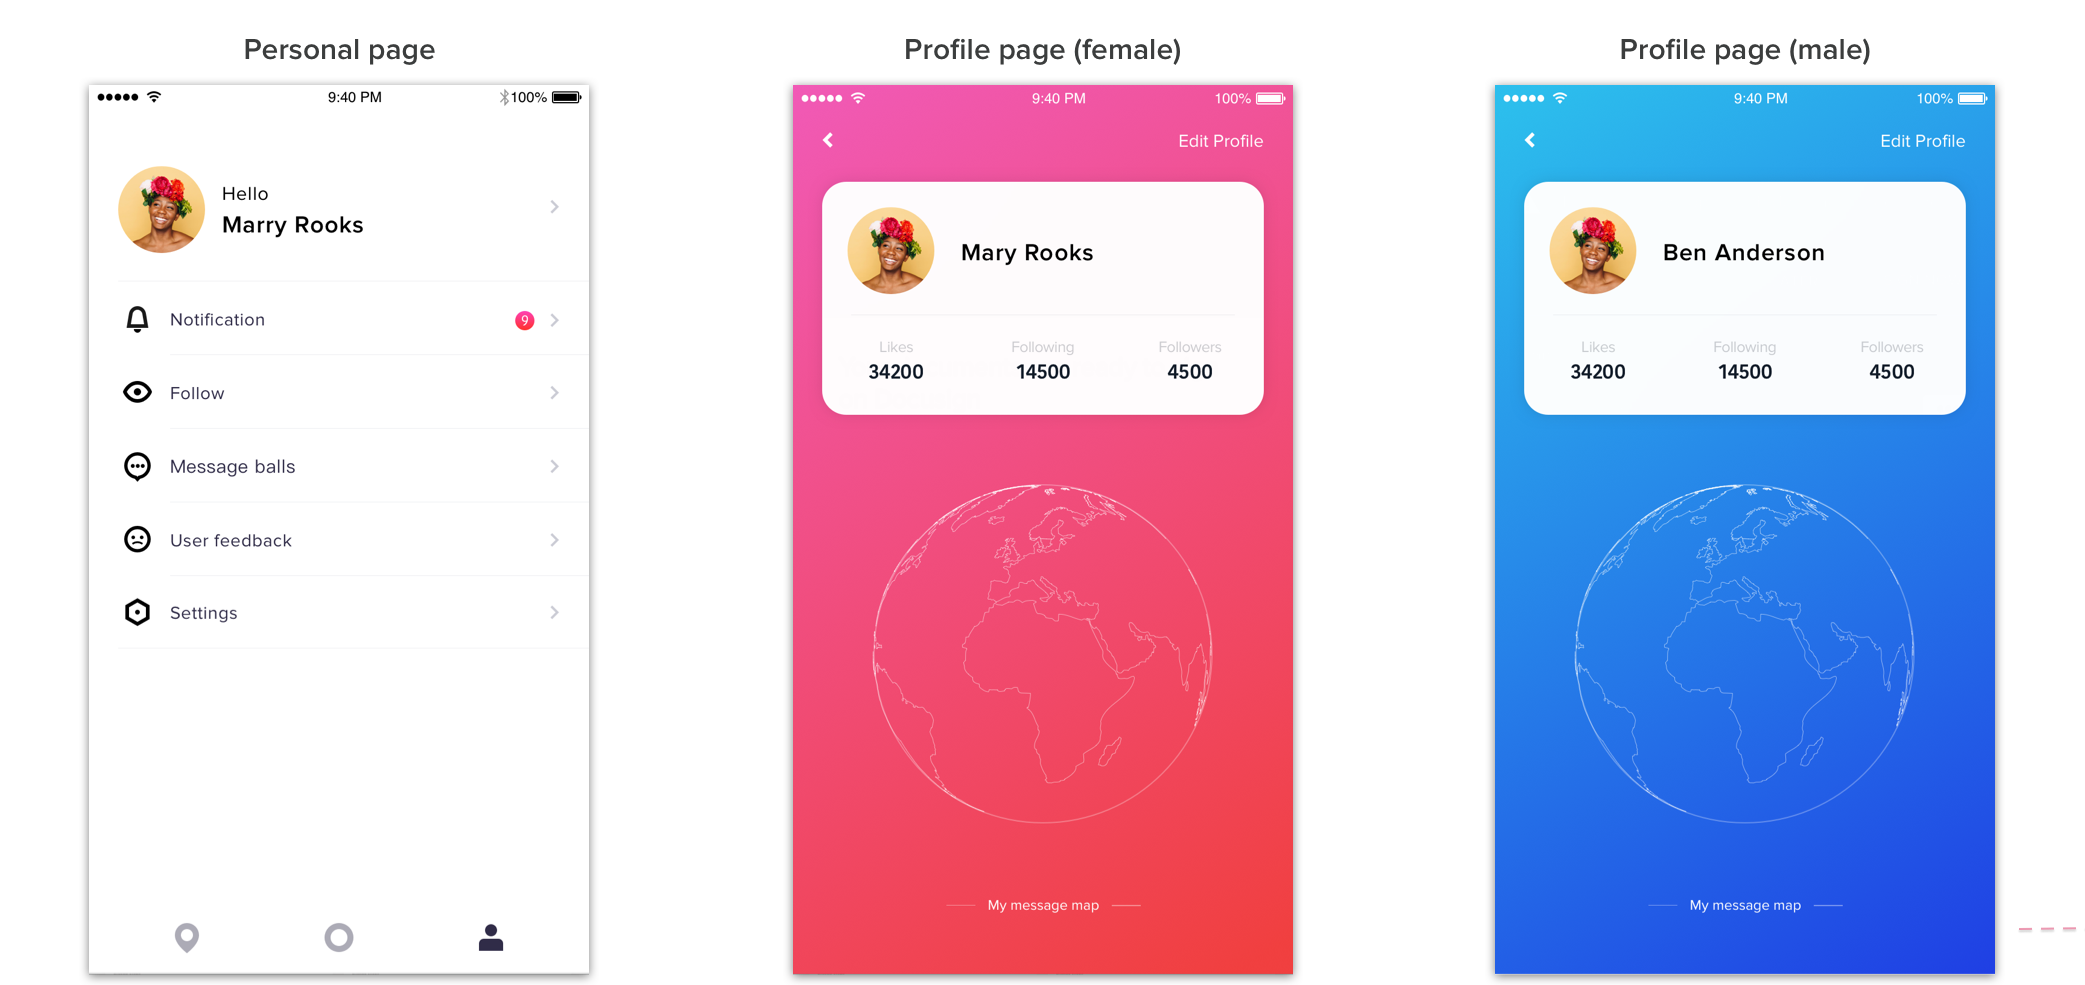 Personal page
9:40 PM
100%
Hello
Marry Rooks
Notification
9
Follow
Message balls
User feedback
Settings
Profile page (female)
9:40 PM
100%
Edit Profile
Mary Rooks
Likes Following Followers
34200 14500 4500
My message map
Profile page (male)
9:40 PM
100%
Edit Profile
Ben Anderson
Likes Following Followers
34200 14500 4500
My message map